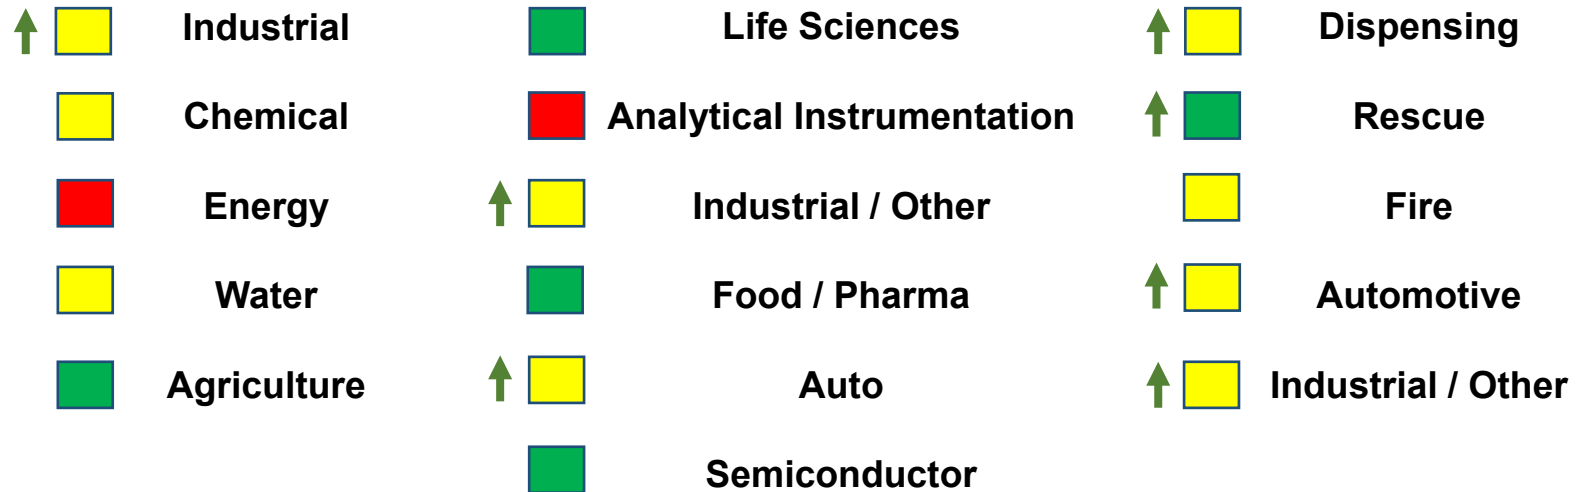 Industrial
Chemical
Energy
Water
Agriculture
Life Sciences
Analytical Instrumentation
Industrial / Other
Food / Pharma
Auto
Semiconductor
Dispensing
Rescue
Fire
Automotive
Industrial / Other